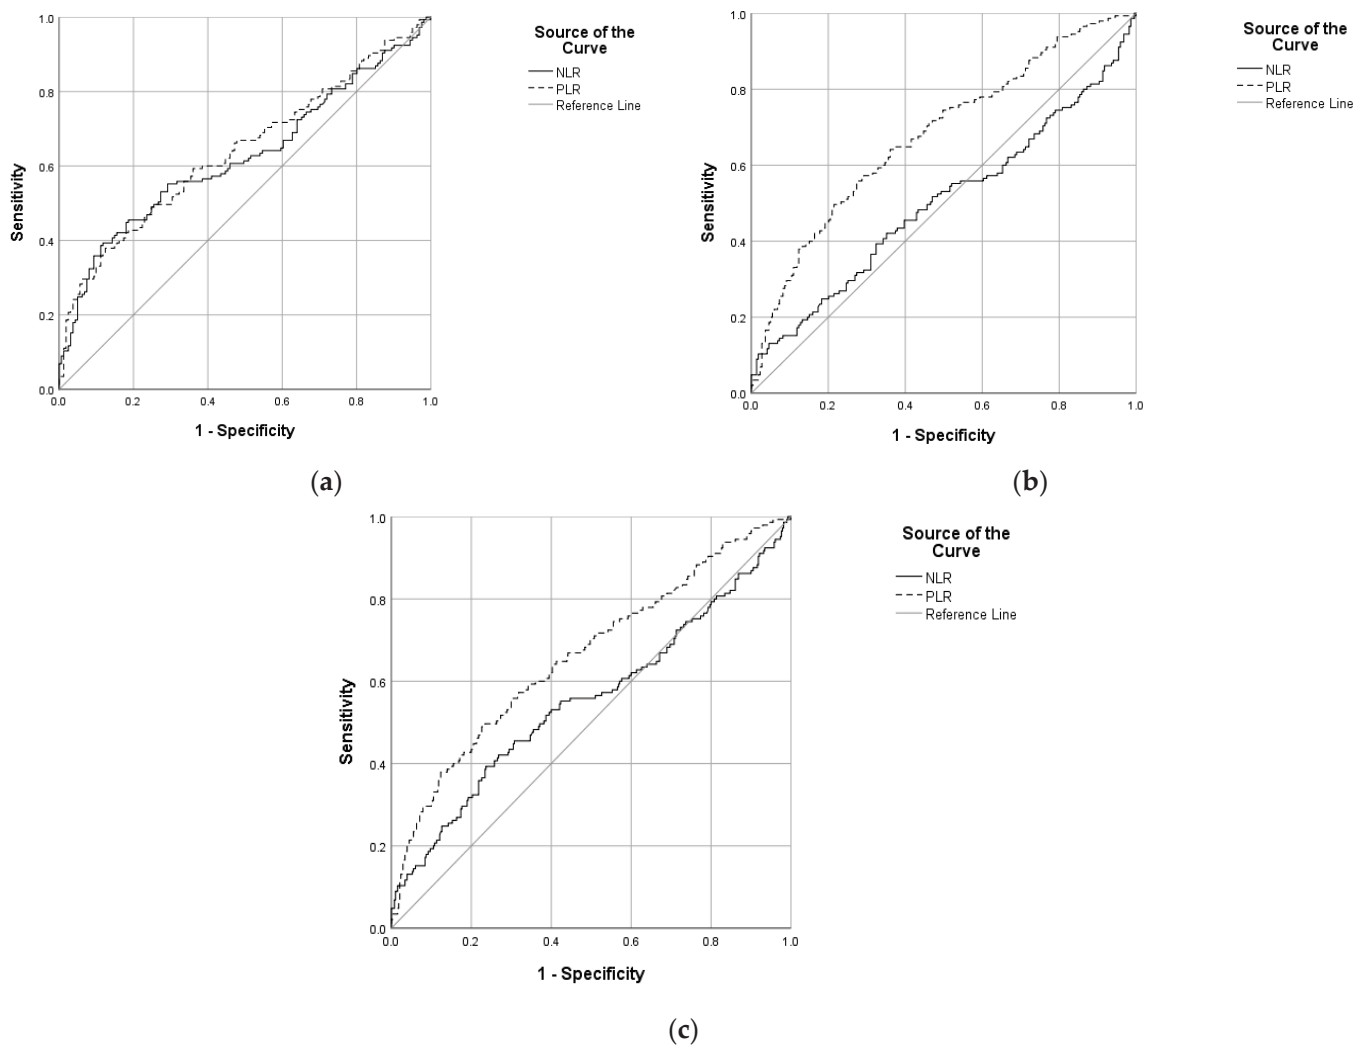 1.0
0.8
0.6
0.4
0.2
0.0
Sensitivity
0.0 0.2 0.4 0.6 0.8 1.0
1 - Specificity
Source of the
Curve
NLR
PLR
Reference Line
(a)
1.0
0.8
0.6
0.4
0.2
0.0
Sensitivity
0.0 0.2 0.4 0.6 0.8 1.0
1 - Specificity
Source of the
Curve
NLR
PLR
Reference Line
(b)
1.0
0.8
0.6
0.4
0.2
0.0
Sensitivity
0.0 0.2 0.4 0.6 0.8 1.0
1 - Specificity
Source of the
Curve
NLR
PLR
Reference Line
(c)